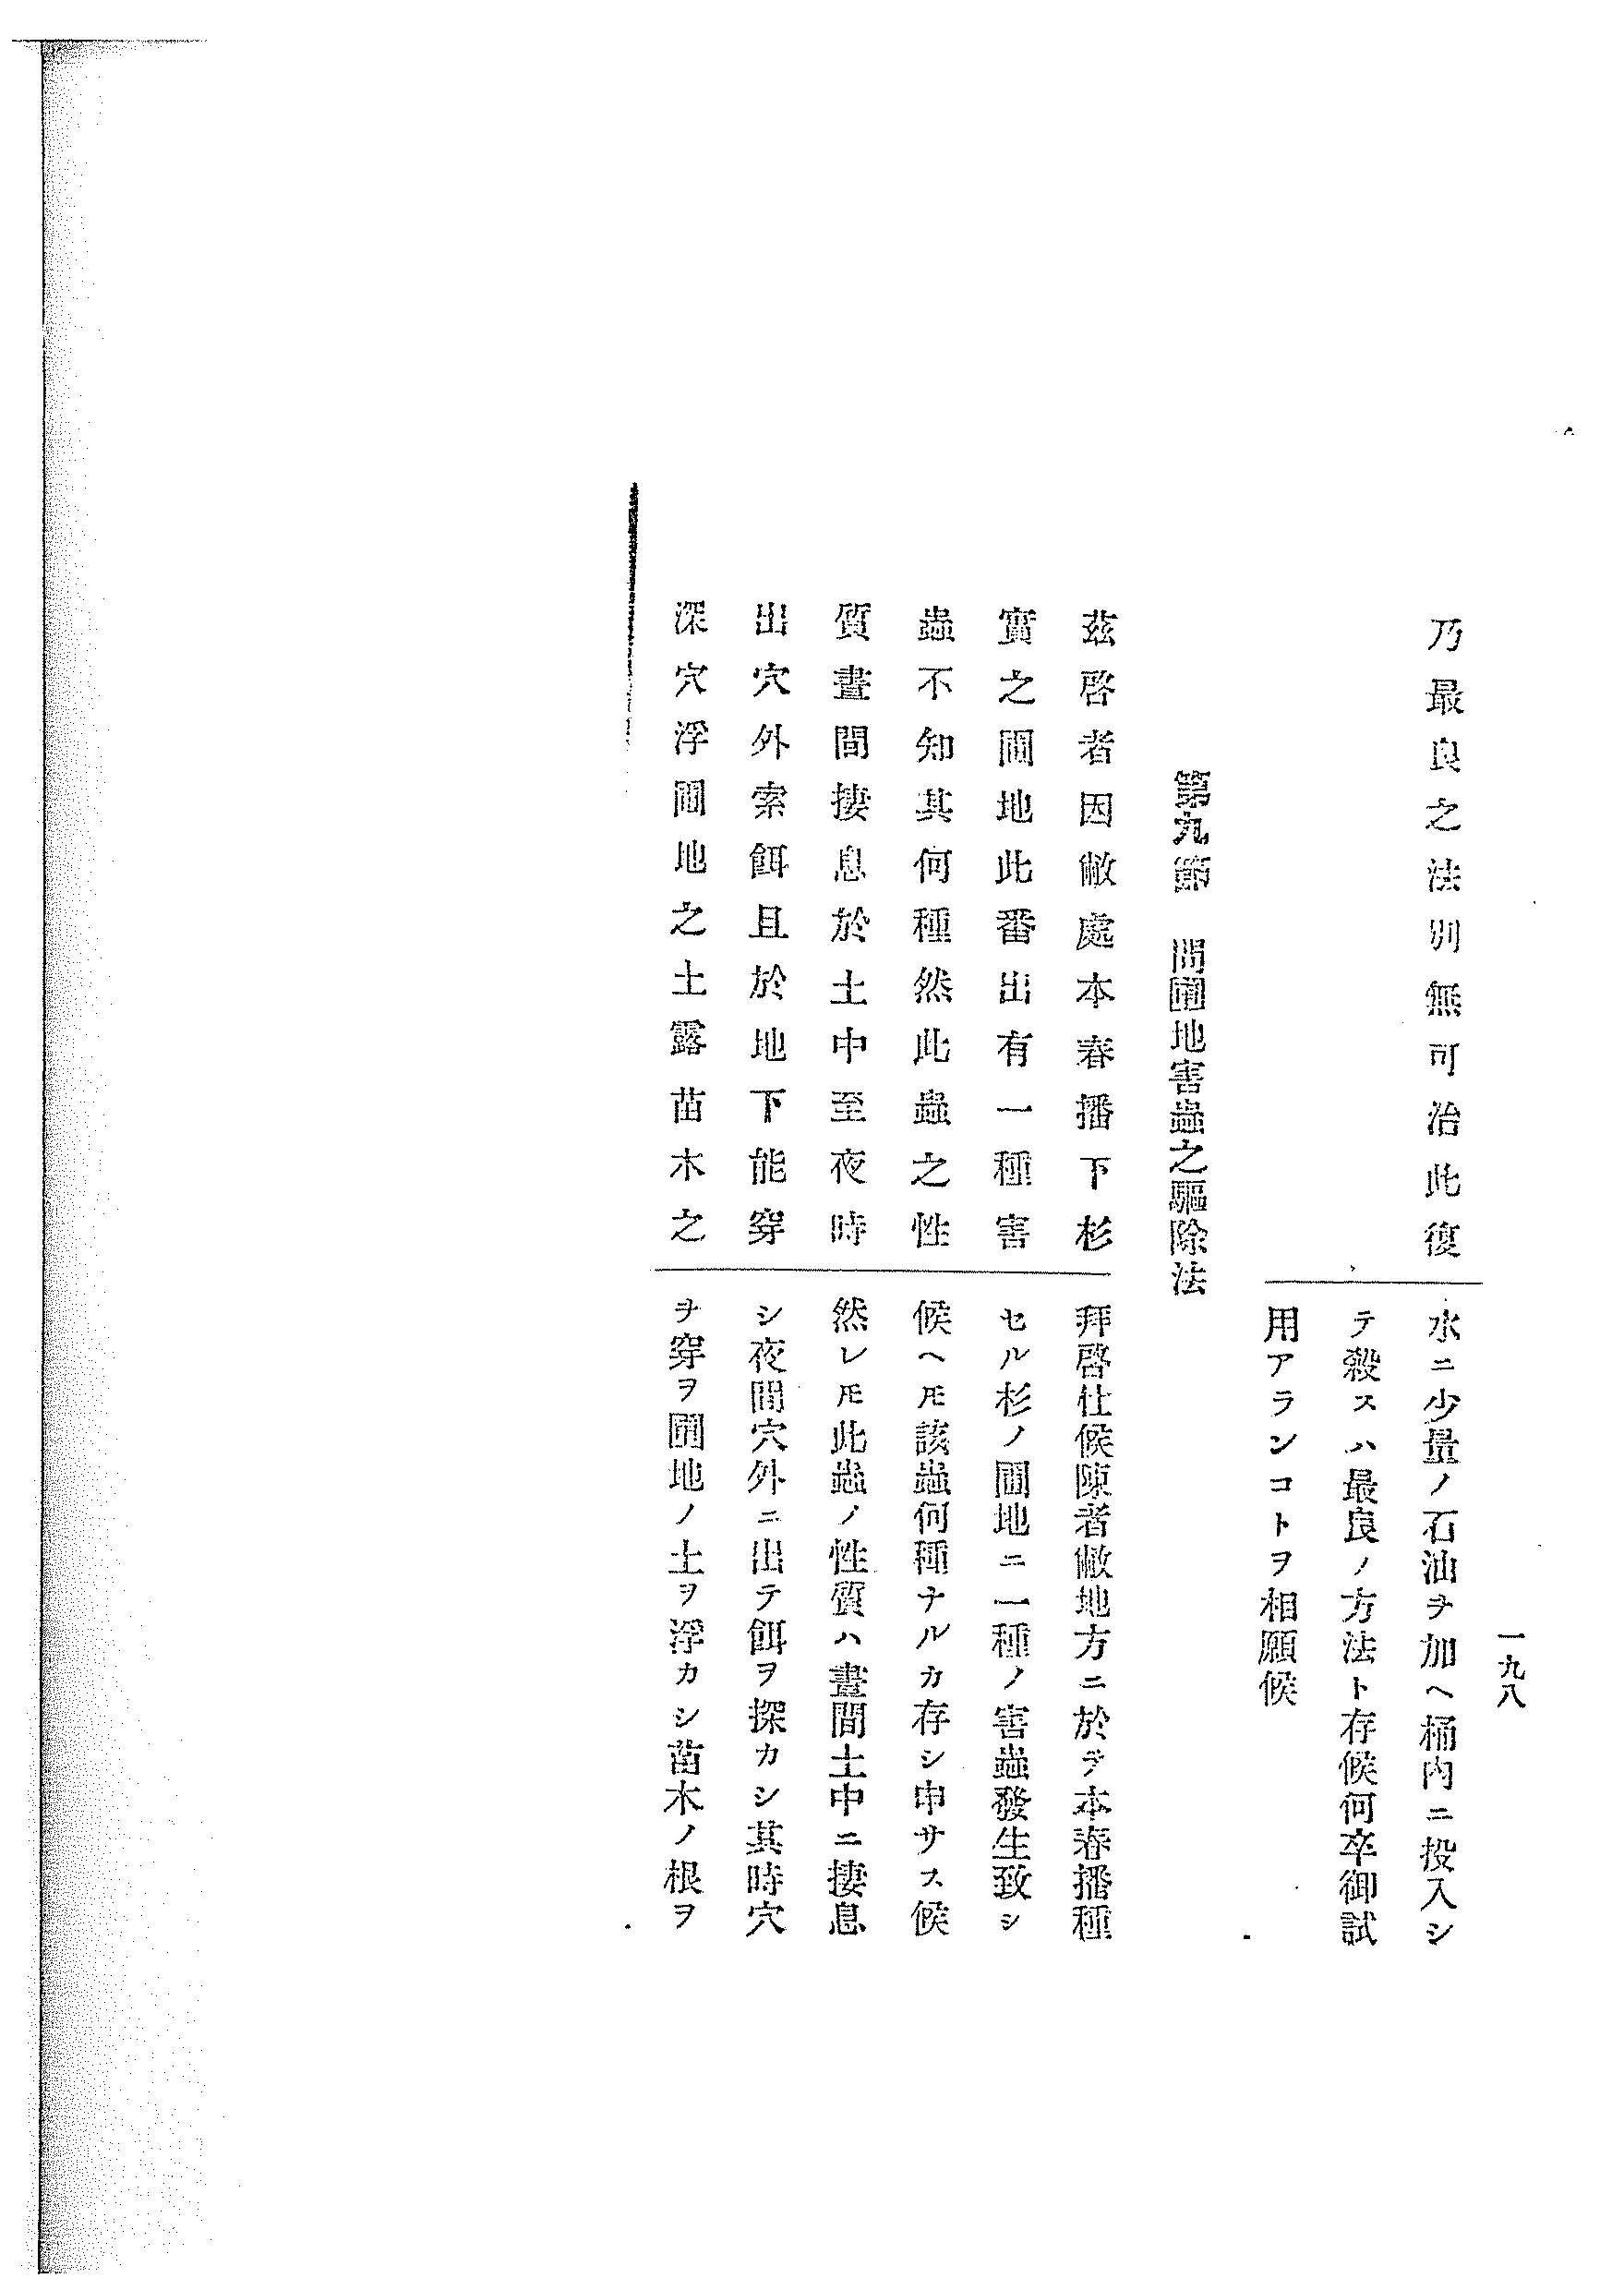 一九八
乃最良之法別無可治此復
水ニ少量ノ石油ヲ加ヘ桶內ニ投入シ
テ殺スハ最良ノ方法ト存候何卒御試
用アランコトヲ相願候
第九節　問圃地害蟲之驅除法
茲啓者因敝處本春播下杉
實之圃地此番出有一種害
蟲不知其何種然此蟲之性
質晝間捿息於土中至夜時
出穴外索餌且於地下能穿
深穴浮圃地之土露苗木之
拜啓仕候陳者敝地方ニ於テ本春播種
セル杉ノ圃地ニ一種ノ害蟲發生致シ
候ヘ𪜈該蟲何種ナルカ存シ申サス候
然レ𪜈此蟲ノ性質ハ晝間土中ニ捿息
シ夜間穴外ニ出テ餌ヲ探カシ其時穴
ヲ穿ヲ圃地ノ土ヲ浮カシ苗木ノ根ヲ